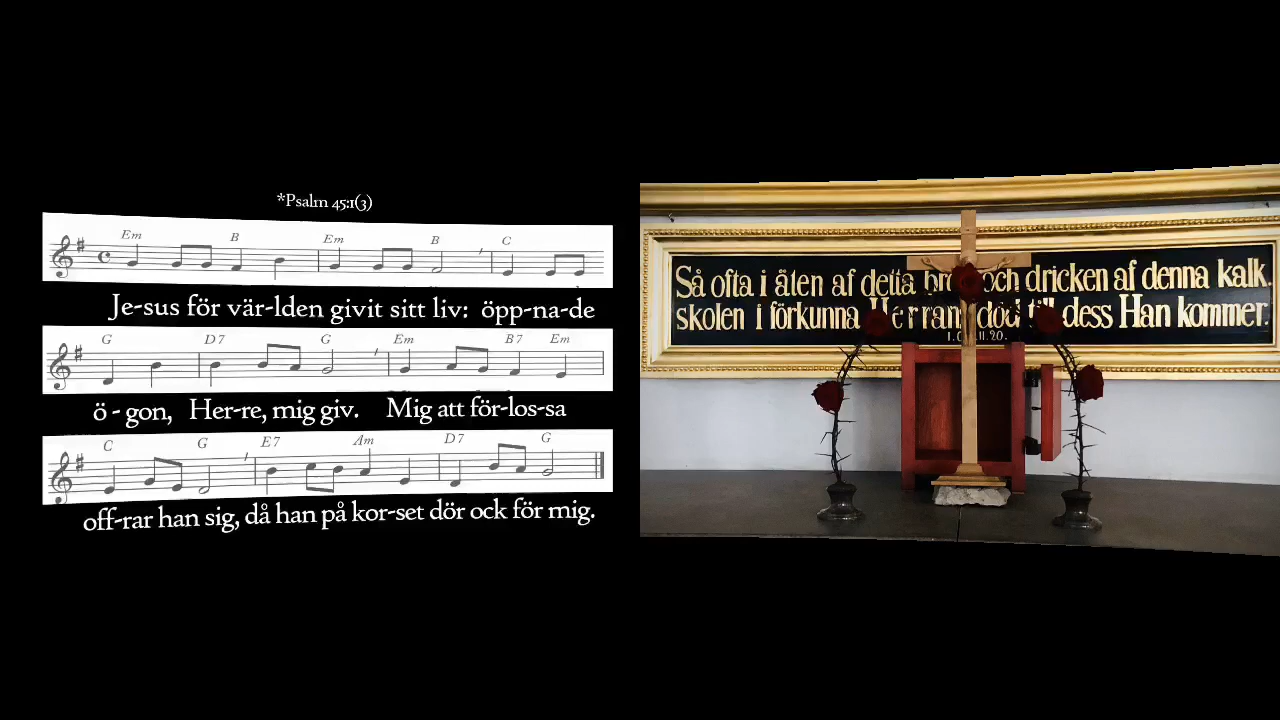 *Psalm 45:1(3)
Em B Em B C
Je-sus för vär-lden givit sitt liv: öpp-na-de
G D7 G Em B7 Em
ö - gon, Her-re, mig giv. Mig att för-los-sa
C G E7 Am D7 G
off-rar han sig, då han på kor-set dör ock för mig.
Så ofta i äten af detta och dricken af denna kalk.
skolen i förkunna Herrans död till dess Han kommer.